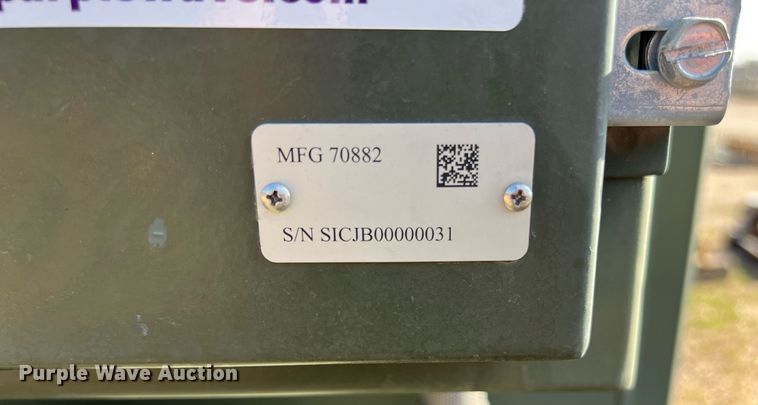 MFG 70882
S/N SICJB00000031
Purple Wave Auction